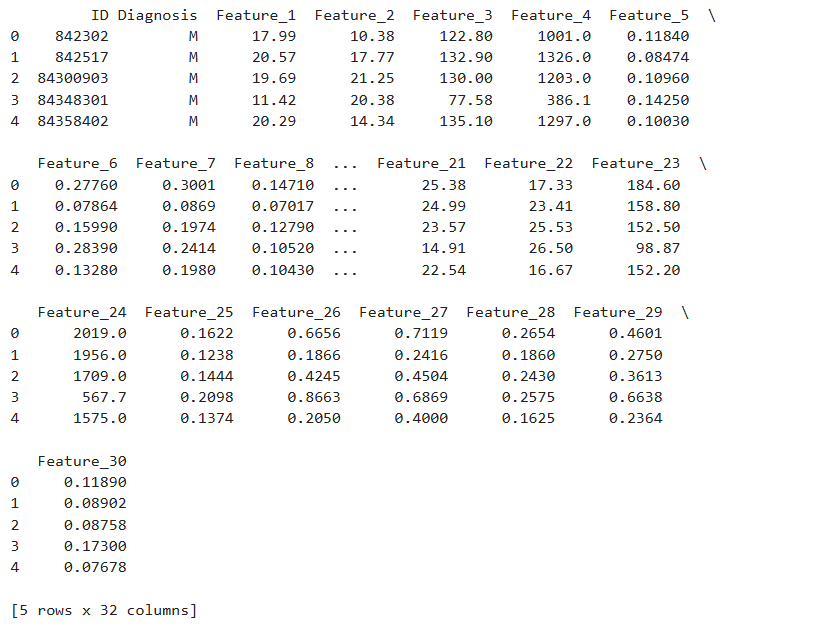 ID Diagnosis Feature_1 Feature_2 Feature_3 Feature_4 Feature_5 \
0 842302 M 17.99 10.38 122.80 1001.0 0.11840
1 842517 M 20.57 17.77 132.90 1326.0 0.08474
2 84300903 M 19.69 21.25 130.00 1203.0 0.10960
3 84348301 M 11.42 20.38 77.58 386.1 0.14250
4 84358402 M 20.29 14.34 135.10 1297.0 0.10030
Feature_6 Feature_7 Feature_8 ... Feature_21 Feature_22 Feature_23 \
0 0.27760 0.3001 0.14710 ... 25.38 17.33 184.60
1 0.07864 0.0869 0.07017 ... 24.99 23.41 158.80
2 0.15990 0.1974 0.12790 ... 23.57 25.53 152.50
3 0.28390 0.2414 0.10520 ... 14.91 26.50 98.87
4 0.13280 0.1980 0.10430 ... 22.54 16.67 152.20
Feature_24 Feature_25 Feature_26 Feature_27 Feature_28 Feature_29 \
0 2019.0 0.1622 0.6656 0.7119 0.2654 0.4601
1 1956.0 0.1238 0.1866 0.2416 0.1860 0.2750
2 1709.0 0.1444 0.4245 0.4504 0.2430 0.3613
3 567.7 0.2098 0.8663 0.6869 0.2575 0.6638
4 1575.0 0.1374 0.2050 0.4000 0.1625 0.2364
Feature_30
0 0.11890
1 0.08902
2 0.08758
3 0.17300
4 0.07678
[5 rows x 32 columns]